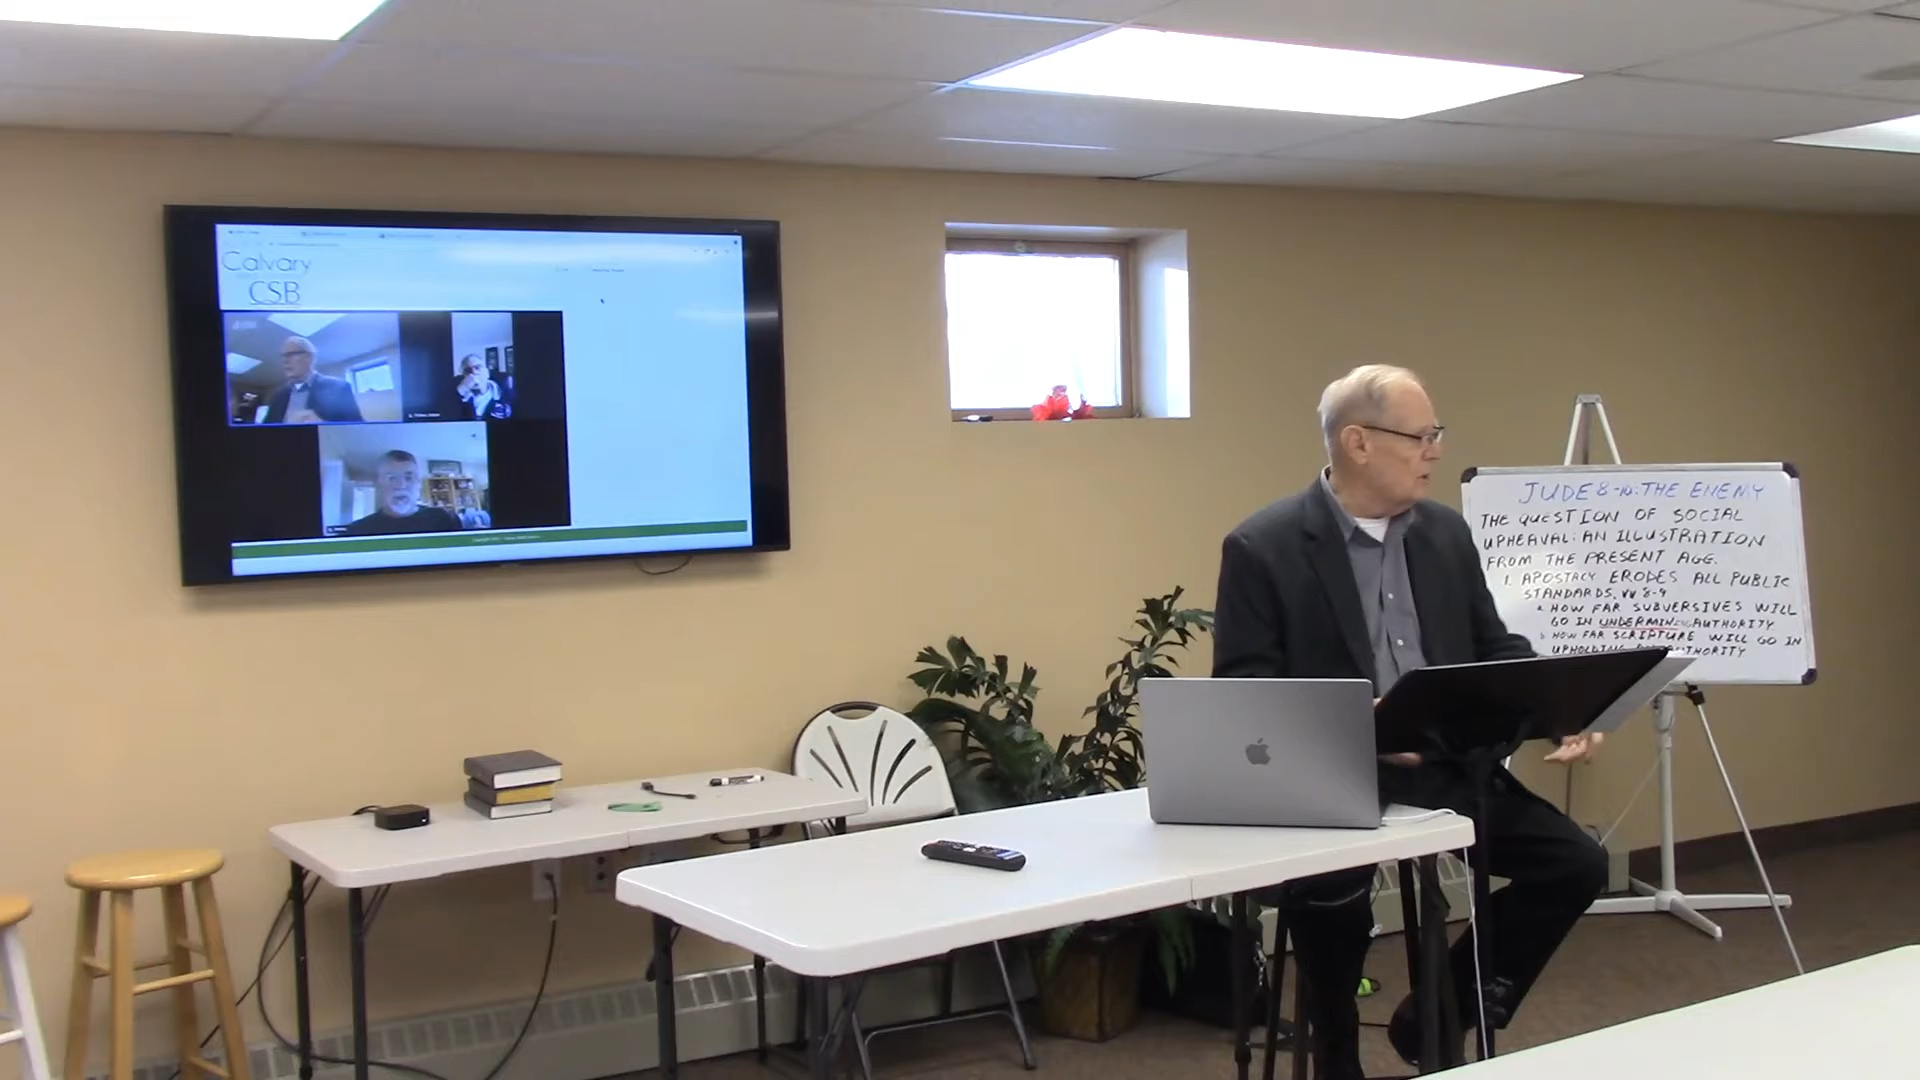 Calvary
CSB
JUDE 8-10: THE ENEMY
THE QUESTION OF SOCIAL
UPHEAVAL: AN ILLUSTRATION
FROM THE PRESENT AGE.
1. APOSTACY ERODES ALL PUBLIC
STANDARDS, VV 8-9
a. HOW FAR SUBVERSIVES WILL
GO IN UNDERMINING AUTHORITY
b. HOW FAR SCRIPTURE WILL GO IN
UPHOLDING AUTHORITY